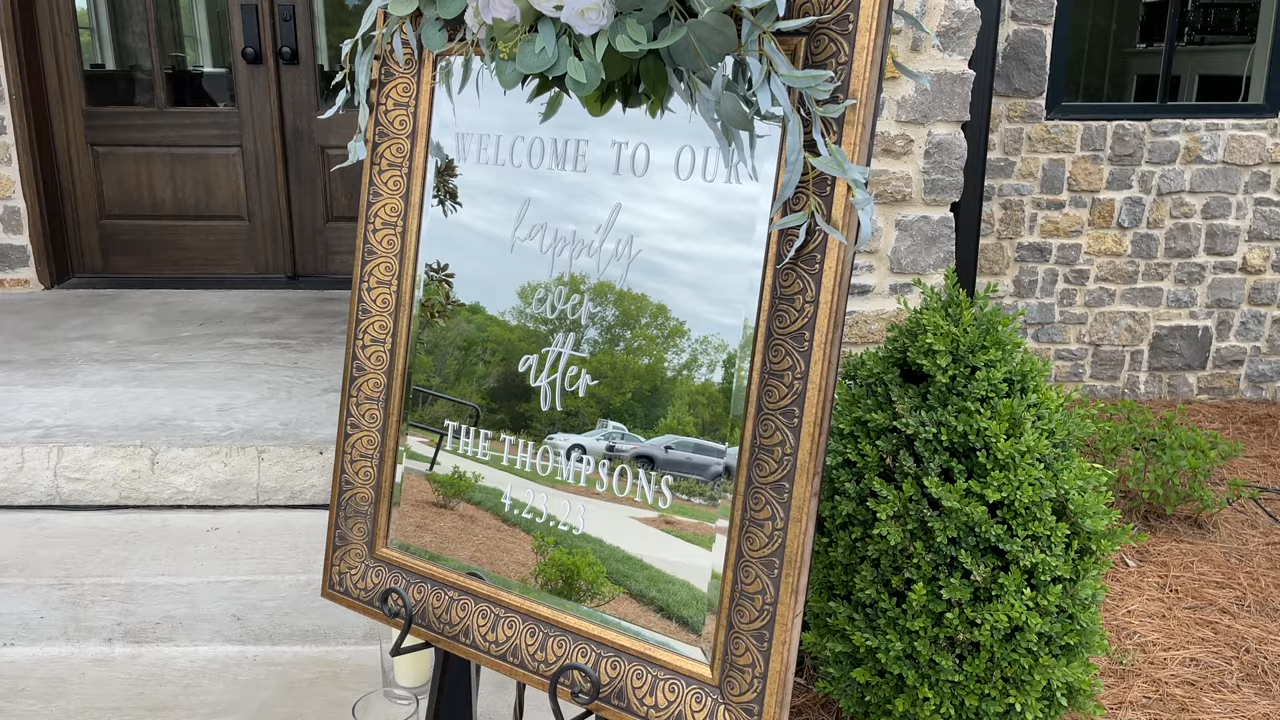 WELCOME TO OUR
happily
ever
after
THE THOMPSONS
4.23.23